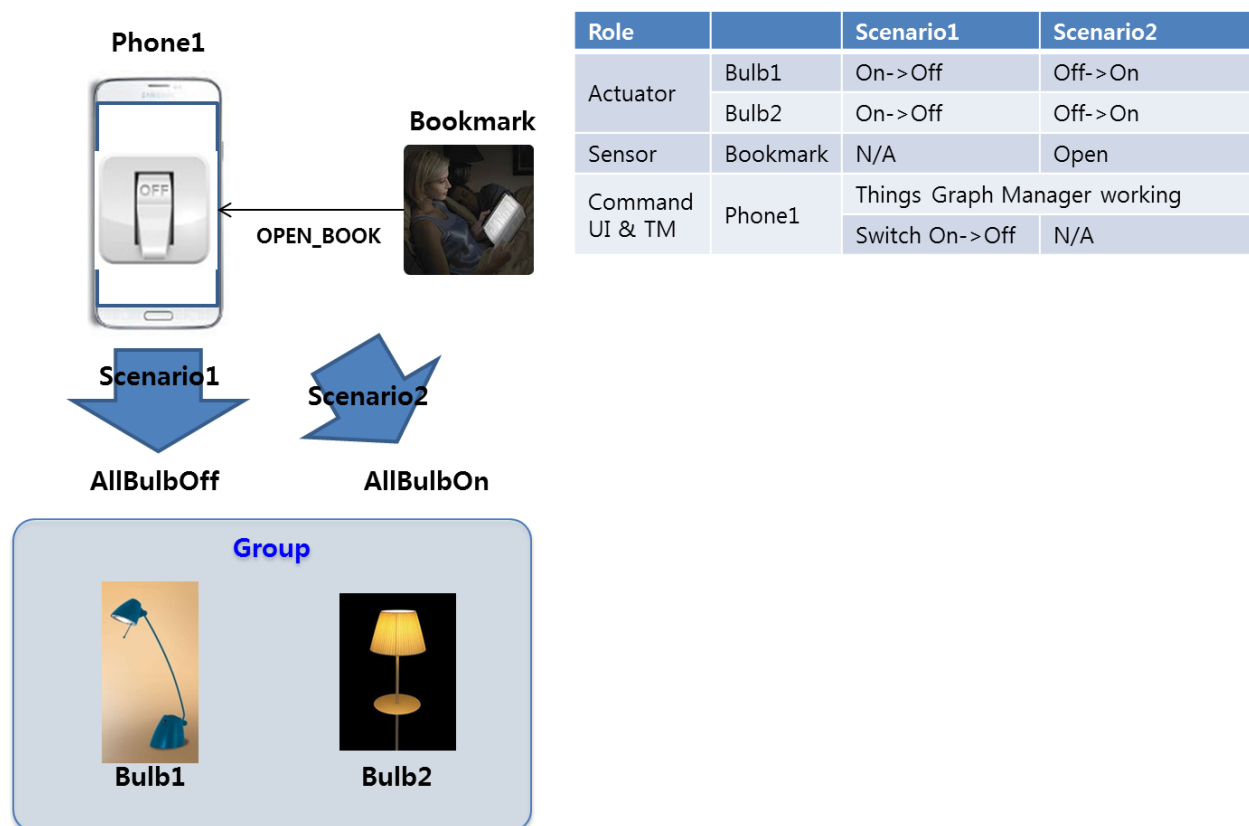 Phone1
SAMSUNG
OFF
Bookmark
OPEN_BOOK
Scenario1
Scenario2
AllBulbOff
AllBulbOn
Group
Bulb1
Bulb2
Role Scenario1 Scenario2
Actuator Bulb1 On->Off Off->On
Bulb2 On->Off Off->On
Sensor Bookmark N/A Open
Command
UI & TM
Phone1
Things Graph Manager working
Switch On->Off N/A